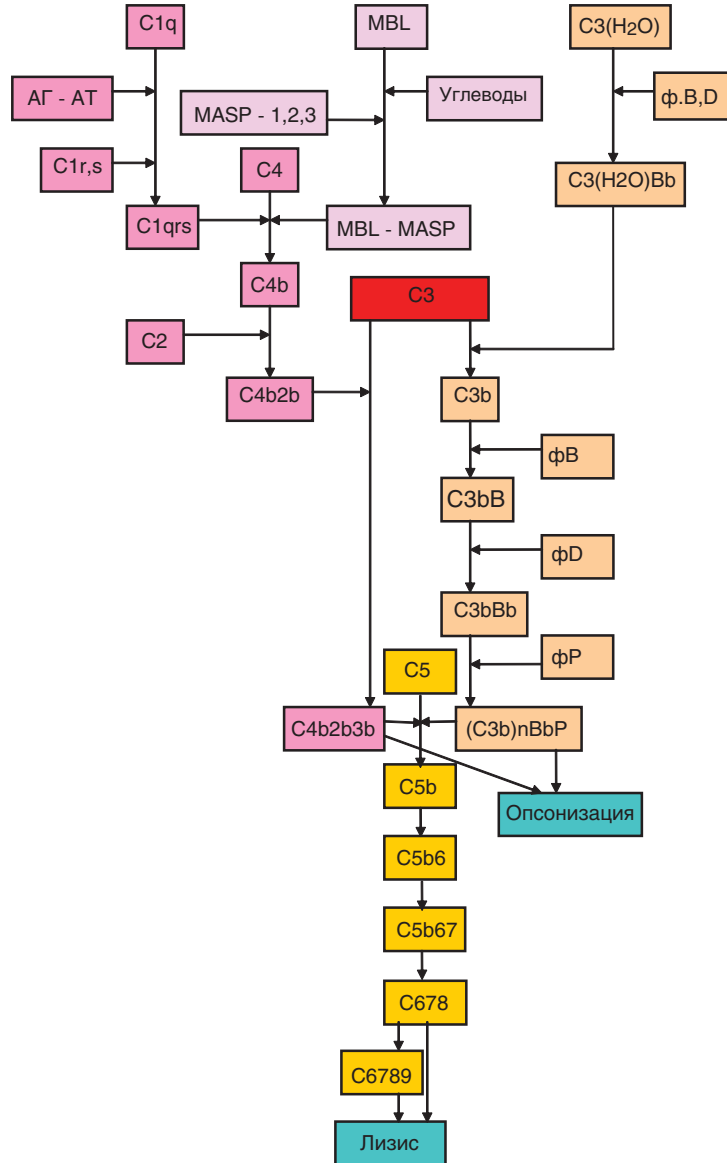 C1q
MBL
C3(H2O)
АГ - АТ
MASP - 1,2,3
Углеводы
ф.B,D
C1r,s
C4
C3(H2O)Bb
C1qrs
MBL - MASP
C4b
C3
C2
C4b2b
C3b
фB
C3bB
фD
C3bBb
фP
C5
C4b2b3b
(C3b)nBbP
C5b
Опсонизация
C5b6
C5b67
C678
C6789
Лизис